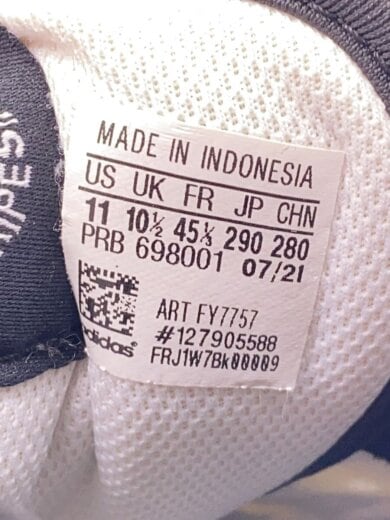 MADE IN INDONESIA
US UK FR JP CHN
11 10½ 45⅓ 290 280
PRB 698001 07/21
ART FY7757
#127905588
adidas®
FRJ1W7Bk00009